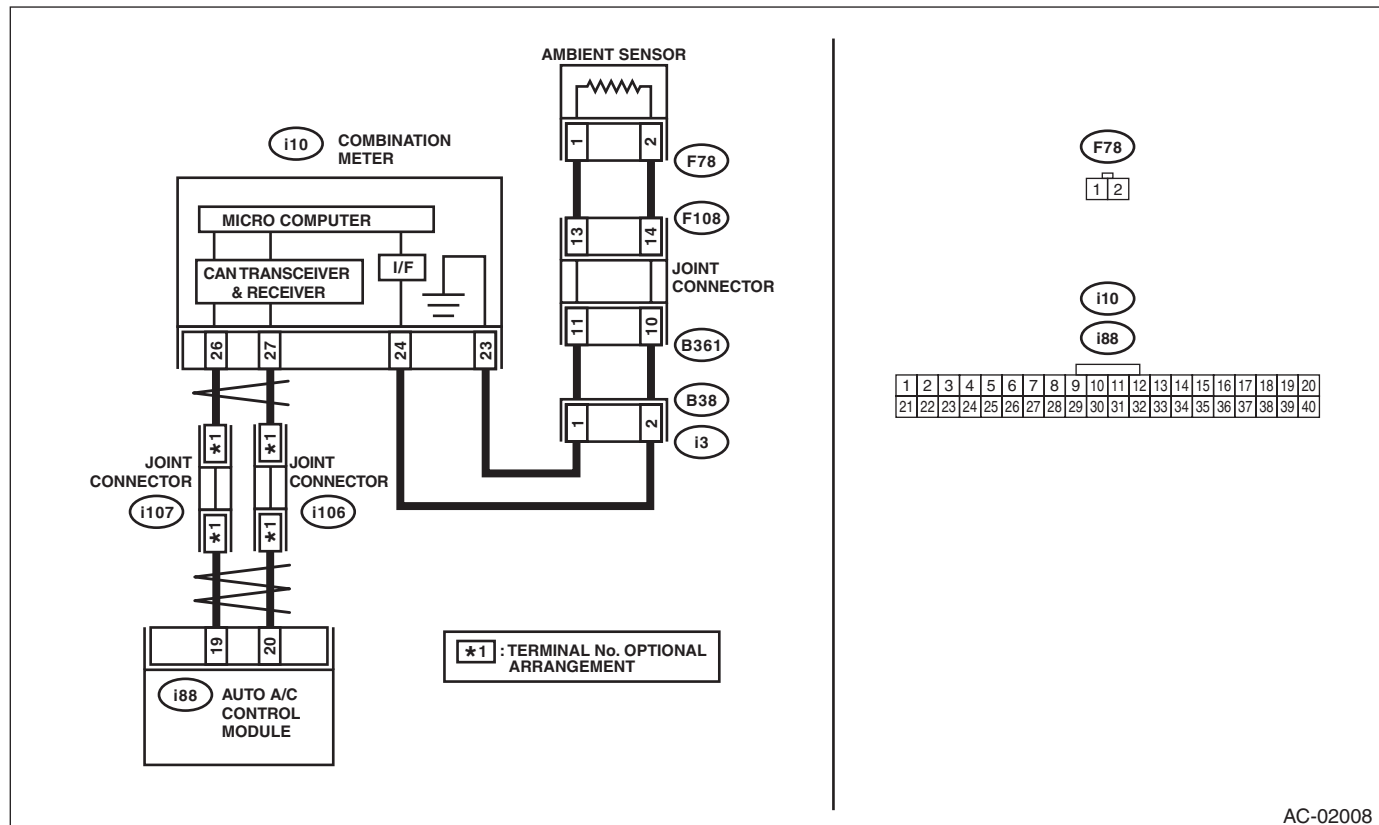 AMBIENT SENSOR
1 2
F78
i10 COMBINATION
METER
MICRO COMPUTER
CAN TRANSCEIVER
& RECEIVER
I/F
26 27 24 23
F108
13 14
JOINT
CONNECTOR
11 10
B361
B38
1 2
i3
*1 *1
JOINT
CONNECTOR
i107
JOINT
CONNECTOR
i106
*1 *1
19 20
i88 AUTO A/C
CONTROL
MODULE
*1 : TERMINAL No. OPTIONAL
ARRANGEMENT
F78
1 2
i10
i88
1 2 3 4 5 6 7 8 9 10 11 12 13 14 15 16 17 18 19 20
21 22 23 24 25 26 27 28 29 30 31 32 33 34 35 36 37 38 39 40
AC-02008